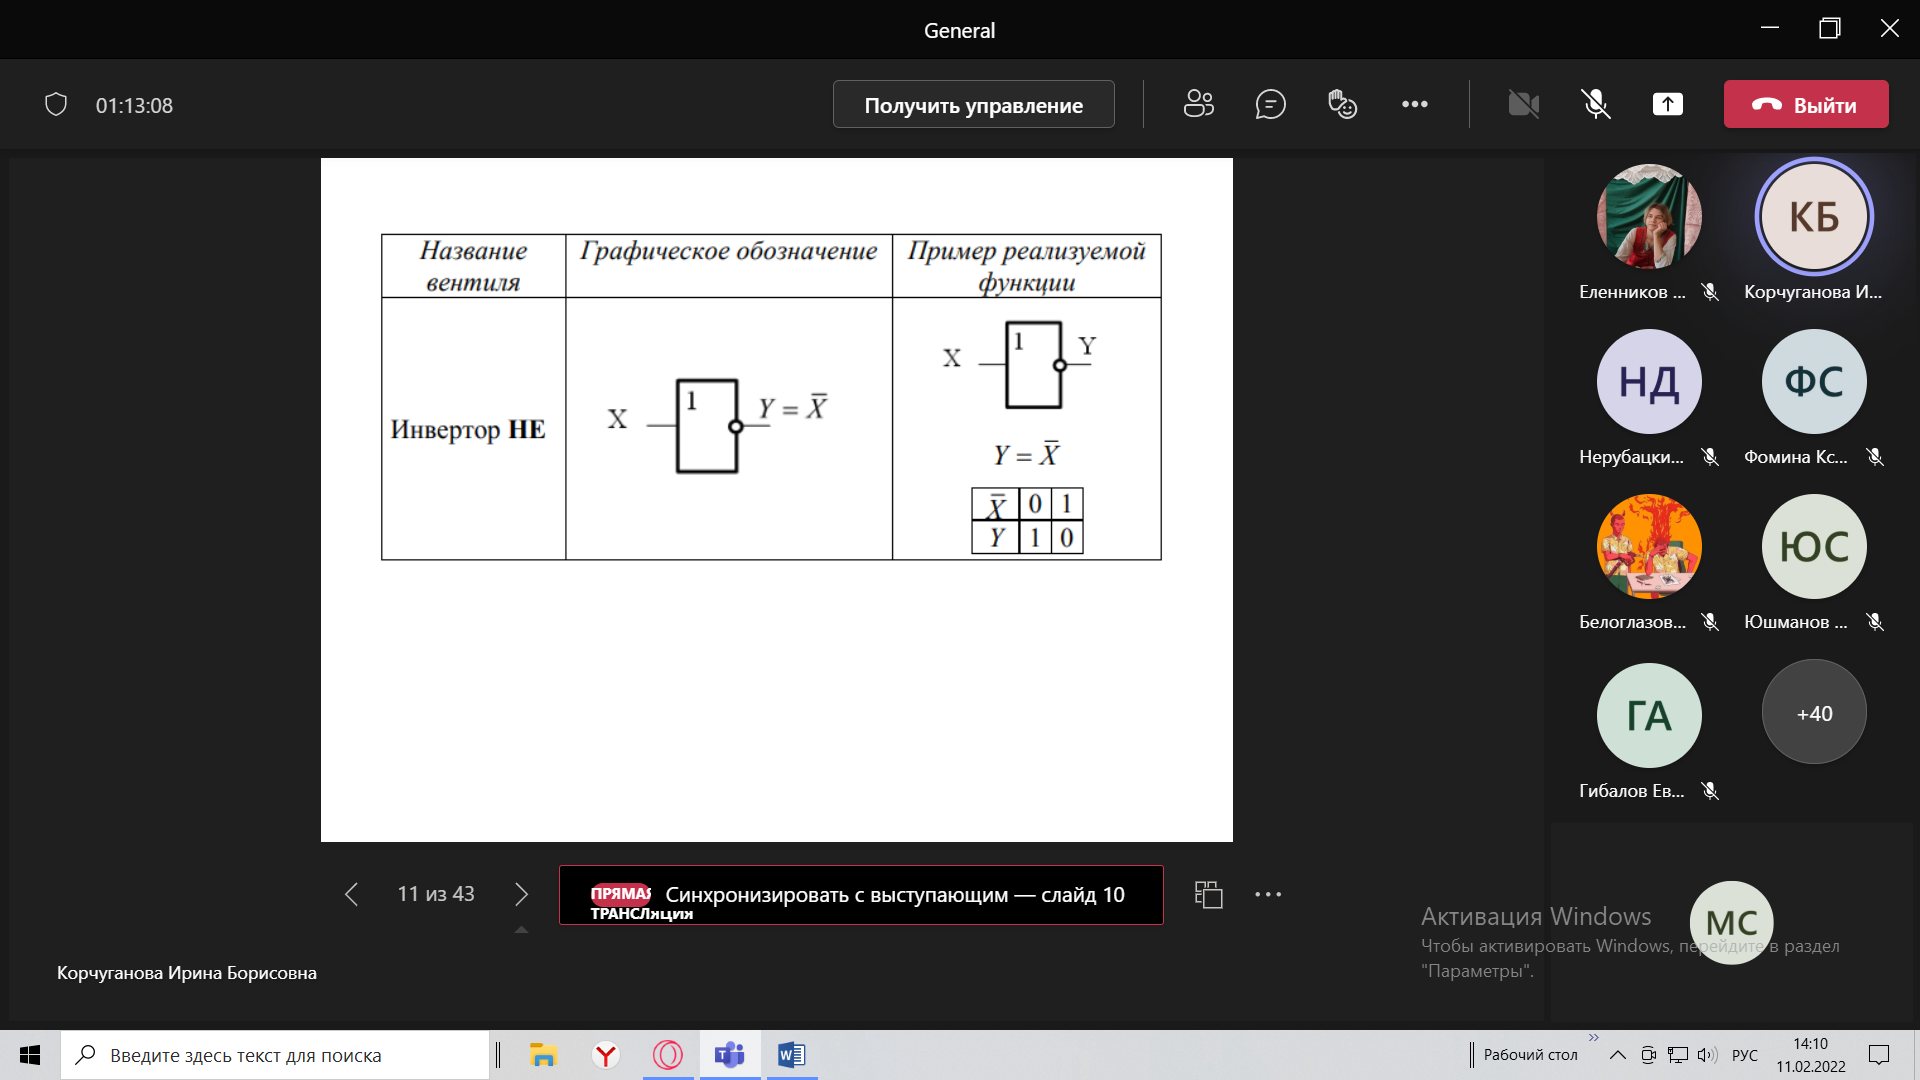 General
01:13:08
Получить управление
Выйти
Название
вентиля
Графическое обозначение
Пример реализуемой
функции
Инвертор НЕ
X
1
Y = X̅
X
1
Y
Y = X̅
X̅ 0 1
Y 1 0
КБ
Еленников ...
Корчуганова И...
НД
ФС
Нерубацки...
Фомина Кс...
ЮС
Белоглазов...
Юшманов ...
ГА
+40
Гибалов Ев...
МС
11 из 43
ПРЯМАЯ
ТРАНСЛяция
Синхронизировать с выступающим — слайд 10
Корчуганова Ирина Борисовна
Активация Windows
Чтобы активировать Windows, перейдите в раздел
"Параметры".
Введите здесь текст для поиска
Рабочий стол
РУС
14:10
11.02.2022